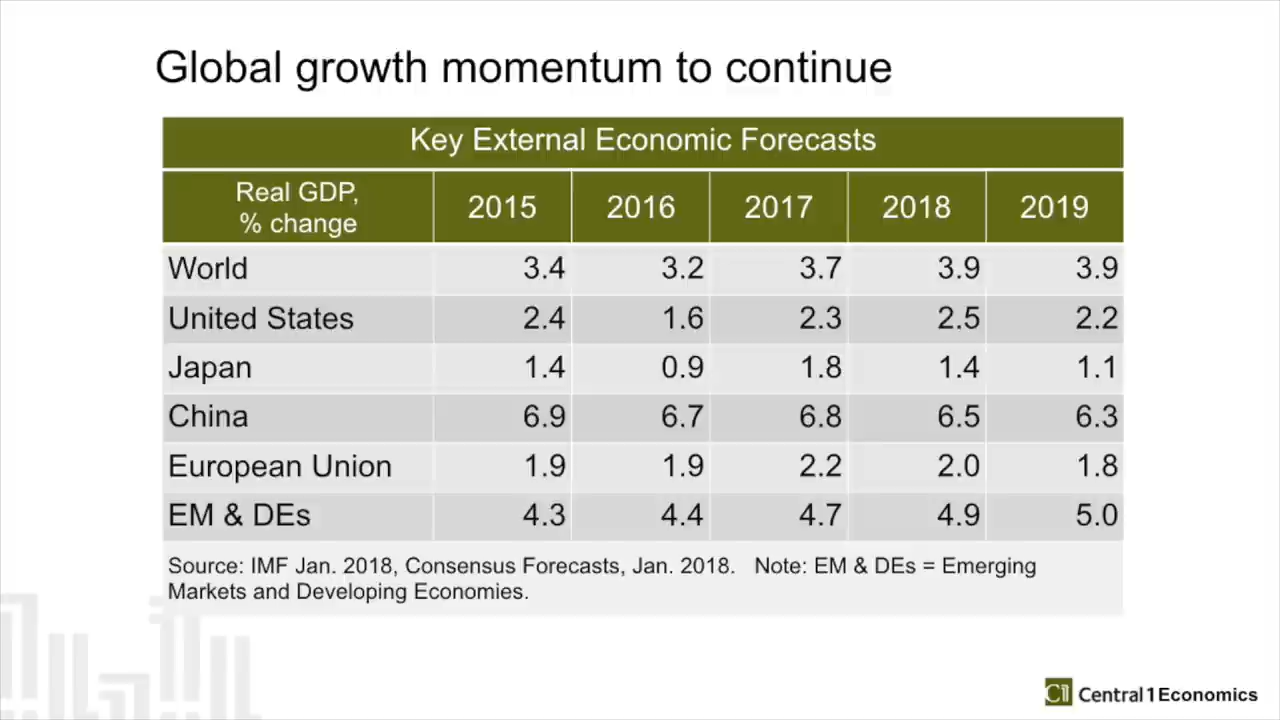 Global growth momentum to continue
Key External Economic Forecasts
Real GDP, % change 2015 2016 2017 2018 2019
World 3.4 3.2 3.7 3.9 3.9
United States 2.4 1.6 2.3 2.5 2.2
Japan 1.4 0.9 1.8 1.4 1.1
China 6.9 6.7 6.8 6.5 6.3
European Union 1.9 1.9 2.2 2.0 1.8
EM & DEs 4.3 4.4 4.7 4.9 5.0
Source: IMF Jan. 2018, Consensus Forecasts, Jan. 2018. Note: EM & DEs = Emerging
Markets and Developing Economies.
C1 Central 1 Economics